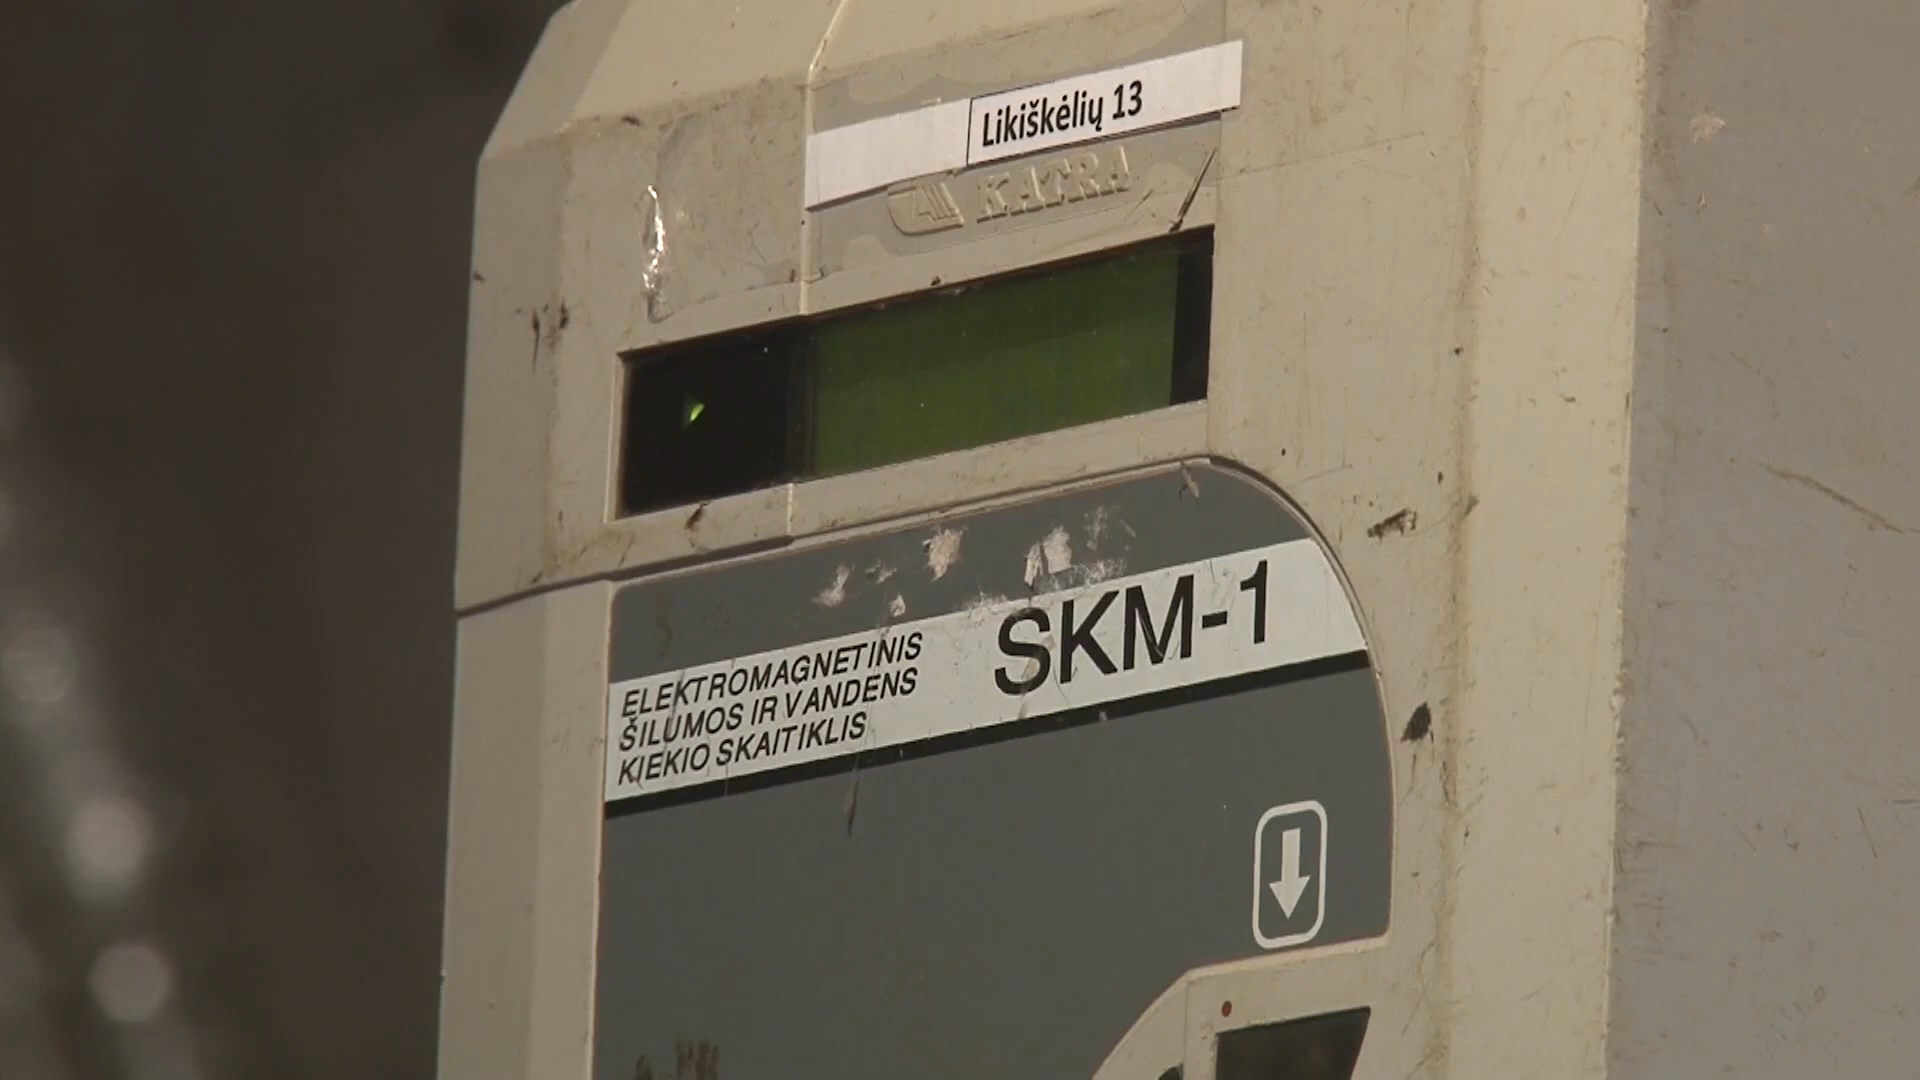 Likiškėlių 13
KATRA
SKM-1
ELEKTROMAGNETINIS
ŠILUMOS IR VANDENS
KIEKIO SKAITIKLIS